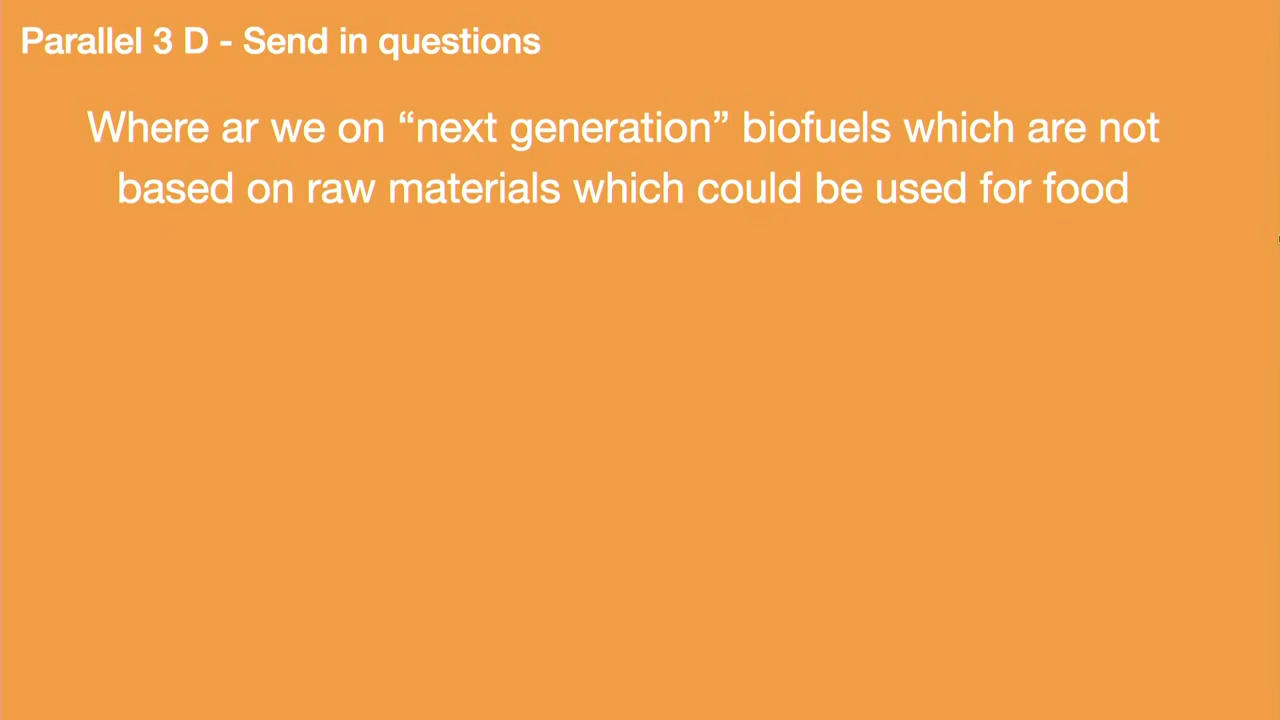 Parallel 3 D - Send in questions
Where ar we on “next generation” biofuels which are not
based on raw materials which could be used for food